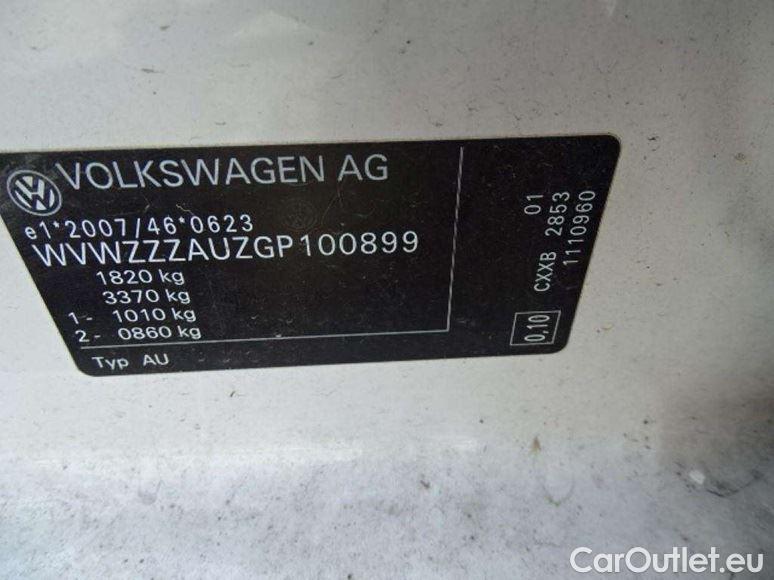 VOLKSWAGEN AG
e1*2007/46*0623
WVWZZZAUZGP100899
1820 kg
3370 kg
1- 1010 kg
2- 0860 kg
Typ AU
01
CXXB 2853
1110960
0,10
CarOutlet.eu